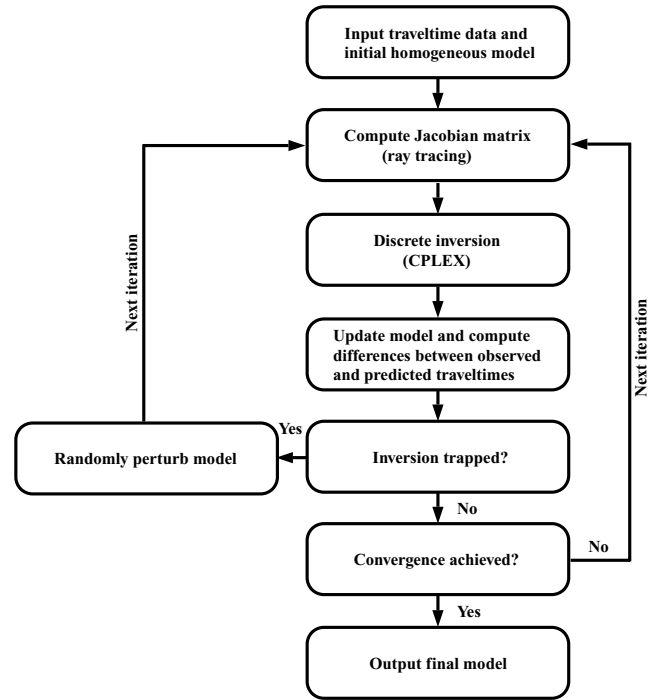 Input traveltime data and
initial homogeneous model
Compute Jacobian matrix
(ray tracing)
Discrete inversion
(CPLEX)
Next iteration
Next iteration
Update model and compute
differences between observed
and predicted traveltimes
Yes
Randomly perturb model
Inversion trapped?
No
Convergence achieved?
No
Yes
Output final model